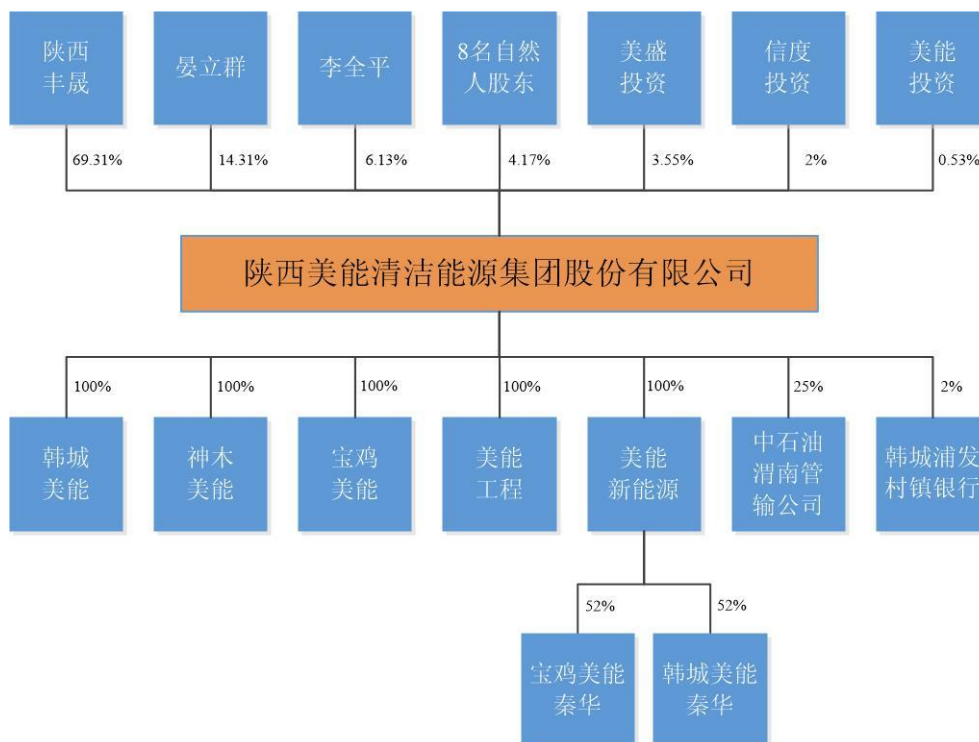 陕西
丰晟
晏立群
李全平
8名自然
人股东
美盛
投资
信度
投资
美能
投资
69.31%
14.31%
6.13%
4.17%
3.55%
2%
0.53%
陕西美能清洁能源集团股份有限公司
100%
100%
100%
100%
100%
25%
2%
韩城
美能
神木
美能
宝鸡
美能
美能
工程
美能
新能源
中石油
渭南管
输公司
韩城浦发
村镇银行
52%
52%
宝鸡美能
秦华
韩城美能
秦华